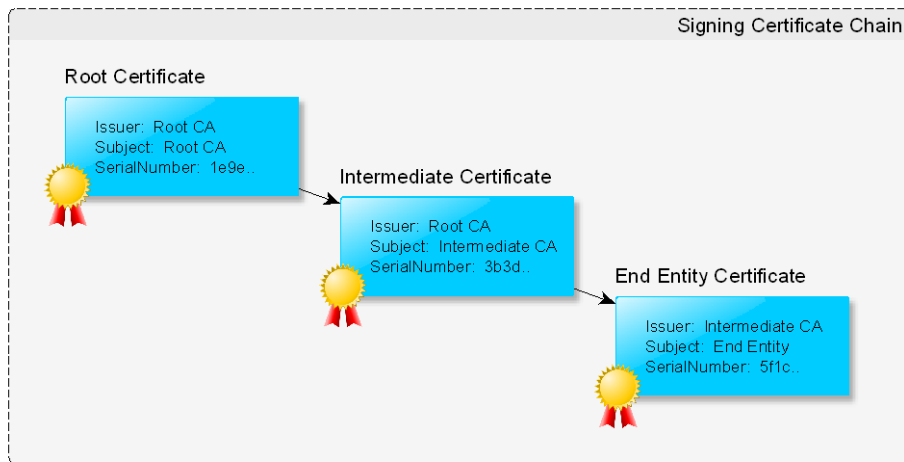 Signing Certificate Chain
Root Certificate
Issuer: Root CA
Subject: Root CA
SerialNumber: 1e9e..
Intermediate Certificate
Issuer: Root CA
Subject: Intermediate CA
SerialNumber: 3b3d..
End Entity Certificate
Issuer: Intermediate CA
Subject: End Entity
SerialNumber: 5f1c..